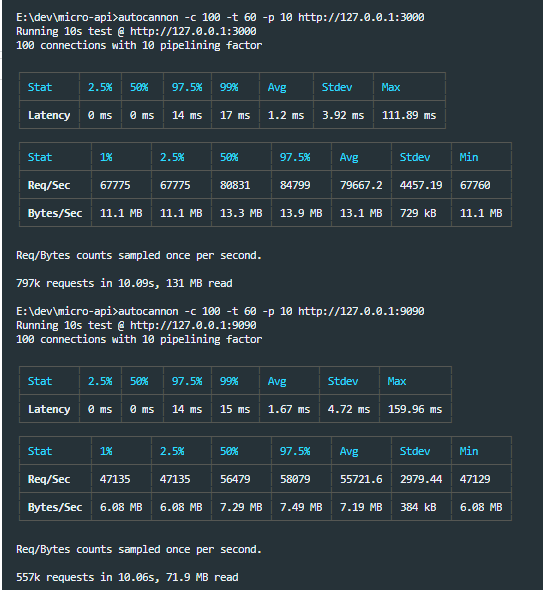 E:\dev\micro-api>autocannon -c 100 -t 60 -p 10 http://127.0.0.1:3000
Running 10s test @ http://127.0.0.1:3000
100 connections with 10 pipelining factor
Stat 2.5% 50% 97.5% 99% Avg Stdev Max
Latency 0 ms 0 ms 14 ms 17 ms 1.2 ms 3.92 ms 111.89 ms
Stat 1% 2.5% 50% 97.5% Avg Stdev Min
Req/Sec 67775 67775 80831 84799 79667.2 4457.19 67760
Bytes/Sec 11.1 MB 11.1 MB 13.3 MB 13.9 MB 13.1 MB 729 kB 11.1 MB
Req/Bytes counts sampled once per second.
797k requests in 10.09s, 131 MB read
E:\dev\micro-api>autocannon -c 100 -t 60 -p 10 http://127.0.0.1:9090
Running 10s test @ http://127.0.0.1:9090
100 connections with 10 pipelining factor
Stat 2.5% 50% 97.5% 99% Avg Stdev Max
Latency 0 ms 0 ms 14 ms 15 ms 1.67 ms 4.72 ms 159.96 ms
Stat 1% 2.5% 50% 97.5% Avg Stdev Min
Req/Sec 47135 47135 56479 58079 55721.6 2979.44 47129
Bytes/Sec 6.08 MB 6.08 MB 7.29 MB 7.49 MB 7.19 MB 384 kB 6.08 MB
Req/Bytes counts sampled once per second.
557k requests in 10.06s, 71.9 MB read